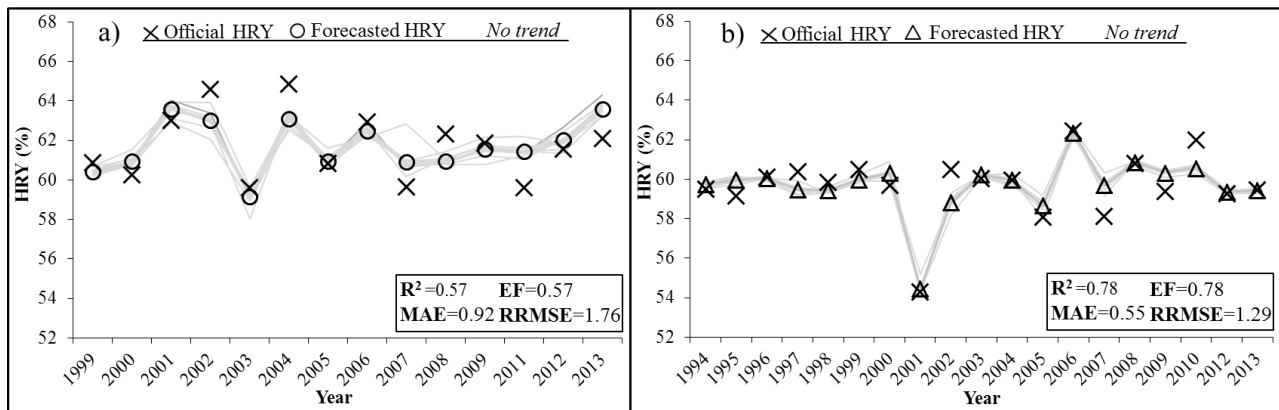 a) Official HRY Forecasted HRY No trend
68
66
64
62
60
58
56
54
52
HRY (%)
R² =0.57 EF=0.57
MAE=0.92 RRMSE=1.76
1999 2000 2001 2002 2003 2004 2005 2006 2007 2008 2009 2011 2012 2013
Year
b) Official HRY Forecasted HRY No trend
68
66
64
62
60
58
56
54
52
HRY (%)
R² =0.78 EF=0.78
MAE=0.55 RRMSE=1.29
1994 1995 1996 1997 1998 1999 2000 2001 2002 2003 2004 2005 2006 2007 2008 2009 2010 2012 2013
Year